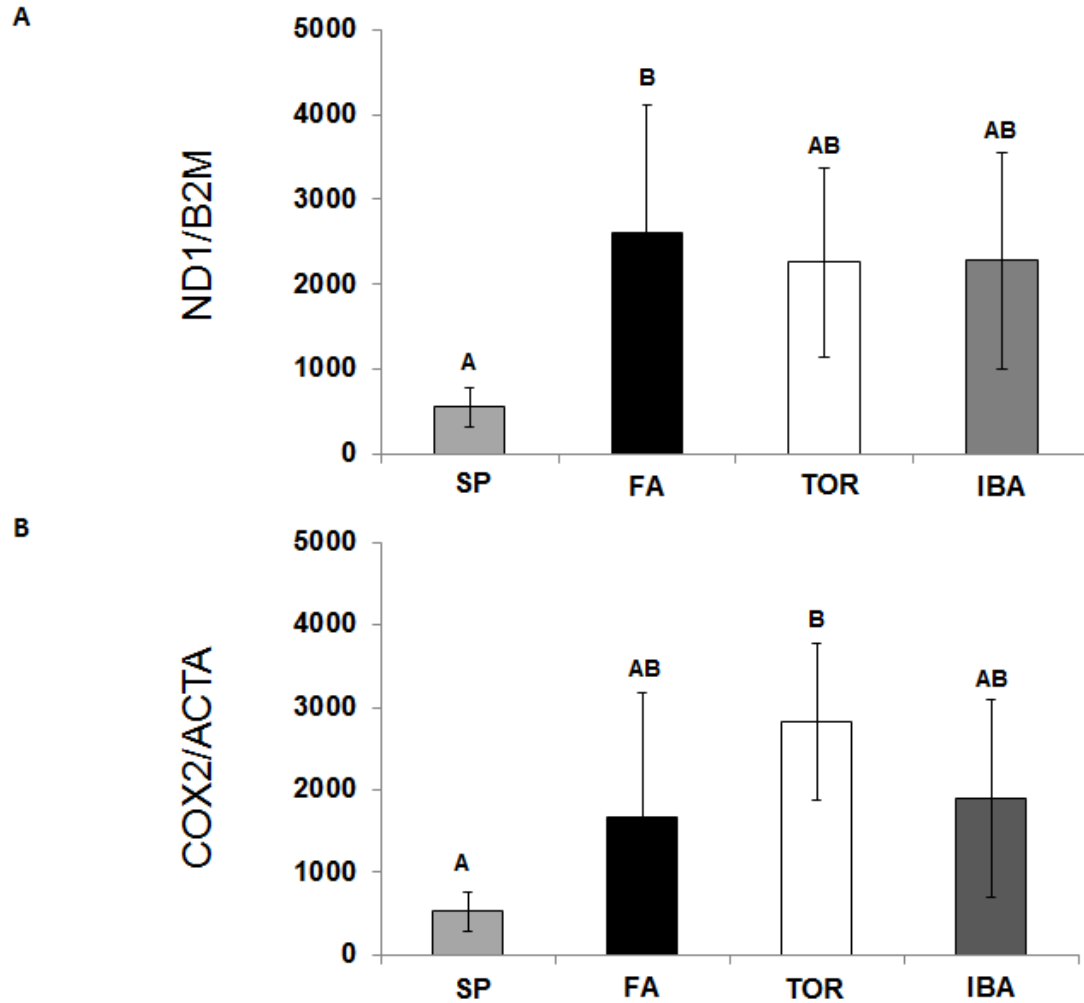 A
ND1/B2M
5000
4000
3000
2000
1000
0
A
B
AB
AB
SP FA TOR IBA
B
COX2/ACTA
5000
4000
3000
2000
1000
0
A
AB
B
AB
SP FA TOR IBA